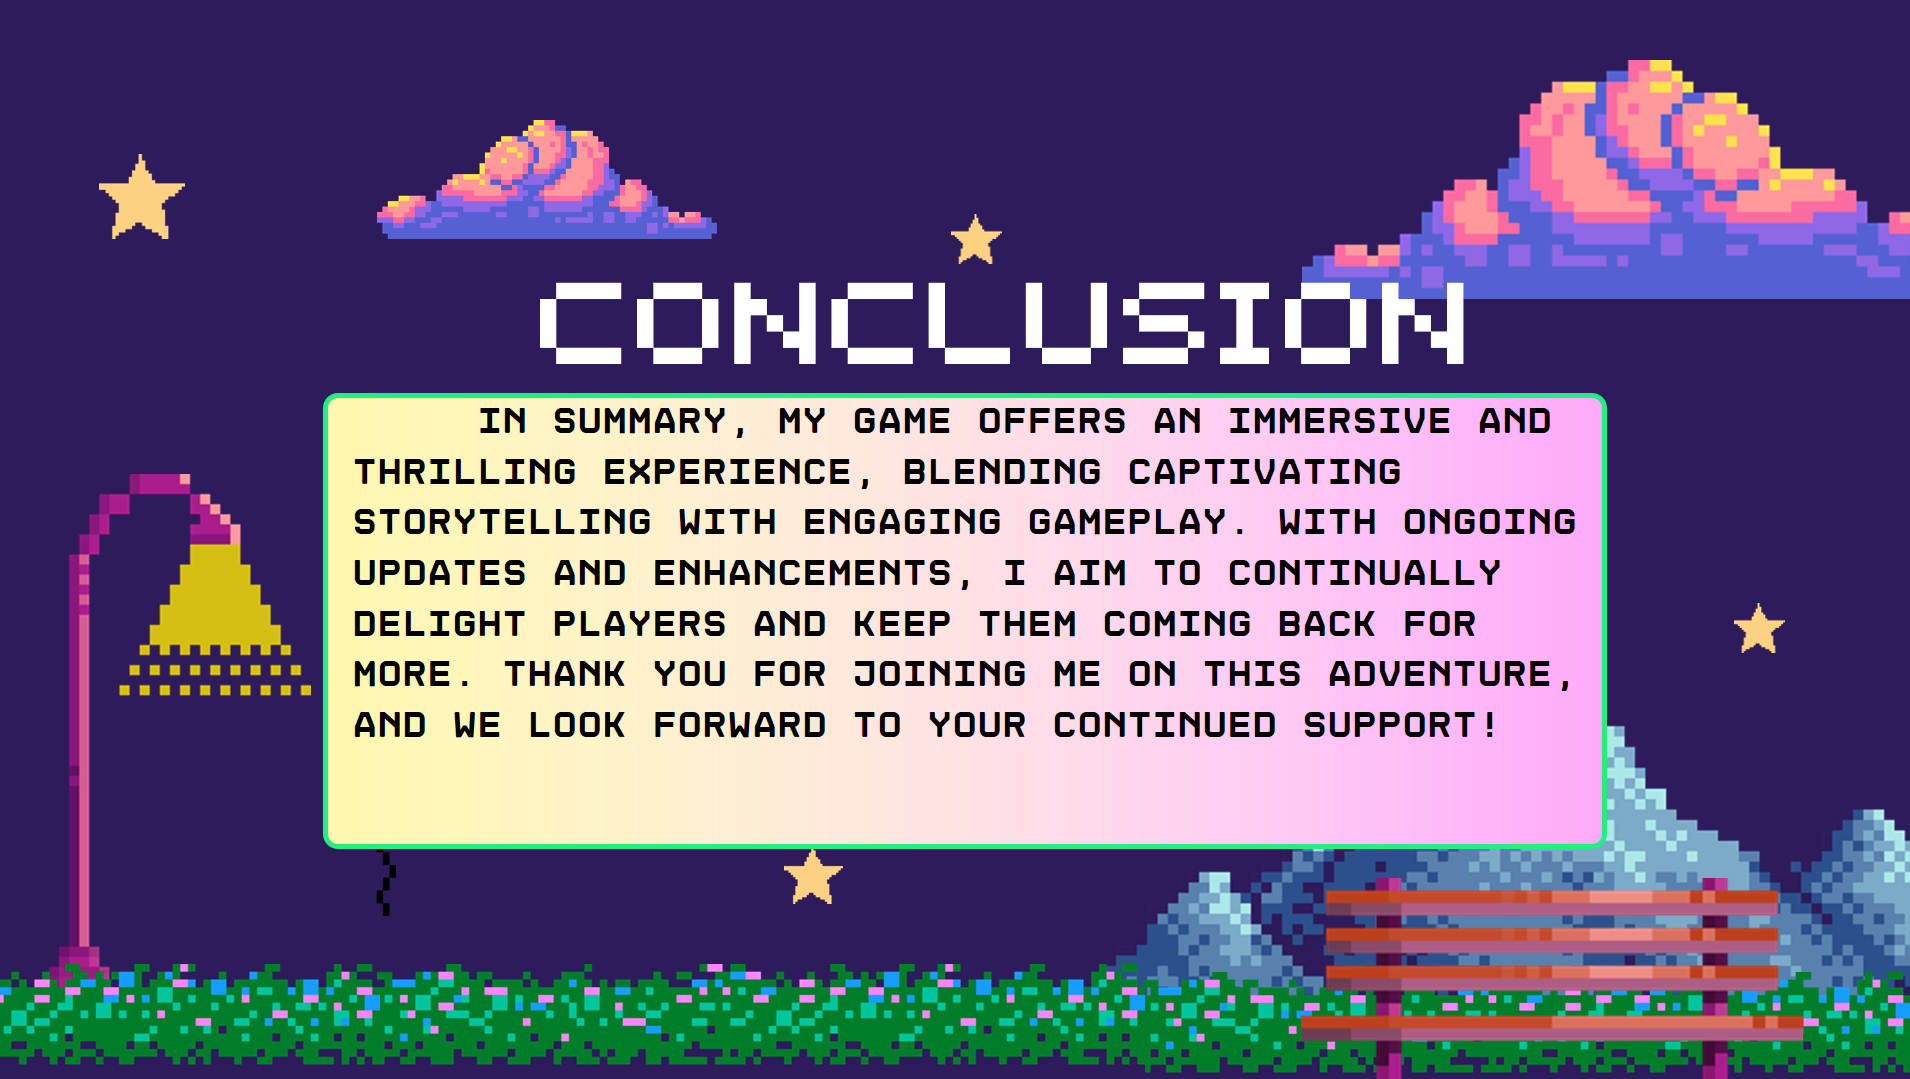 CONCLUSION
IN SUMMARY, MY GAME OFFERS AN IMMERSIVE AND
THRILLING EXPERIENCE, BLENDING CAPTIVATING
STORYTELLING WITH ENGAGING GAMEPLAY. WITH ONGOING
UPDATES AND ENHANCEMENTS, I AIM TO CONTINUALLY
DELIGHT PLAYERS AND KEEP THEM COMING BACK FOR
MORE. THANK YOU FOR JOINING ME ON THIS ADVENTURE,
AND WE LOOK FORWARD TO YOUR CONTINUED SUPPORT!